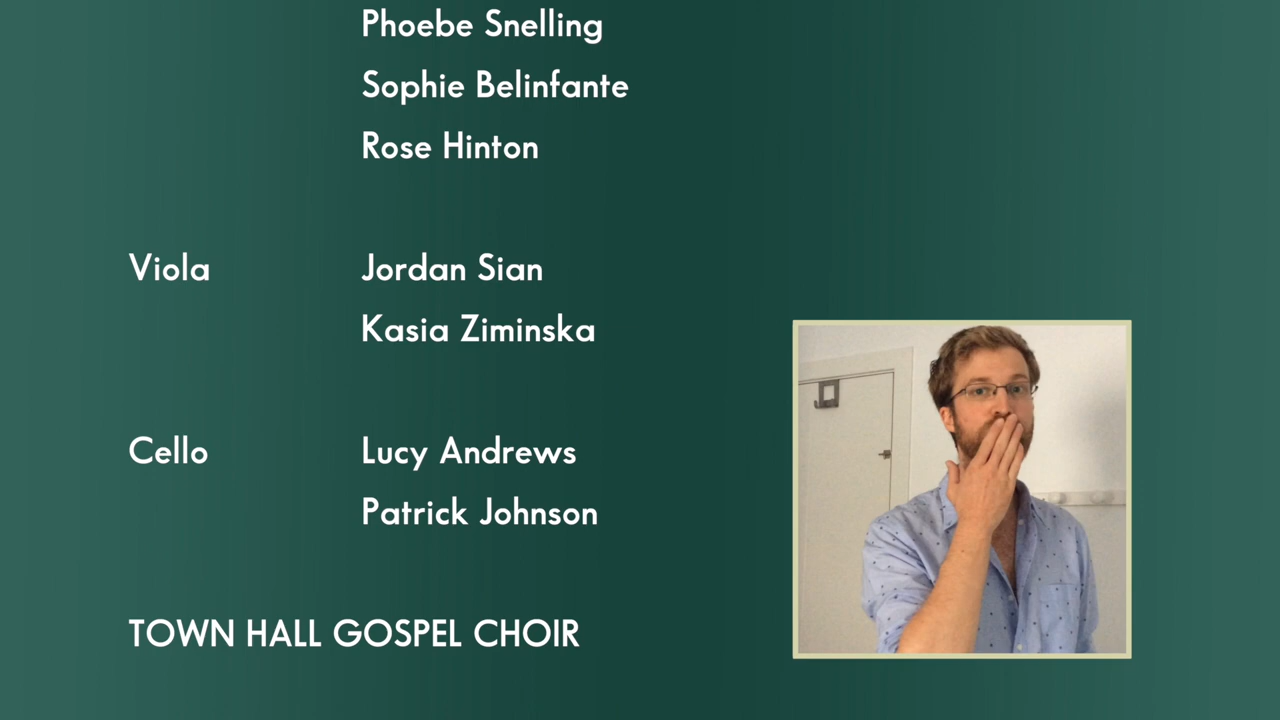 Phoebe Snelling
Sophie Belinfante
Rose Hinton
Viola Jordan Sian
Kasia Ziminska
Cello Lucy Andrews
Patrick Johnson
TOWN HALL GOSPEL CHOIR